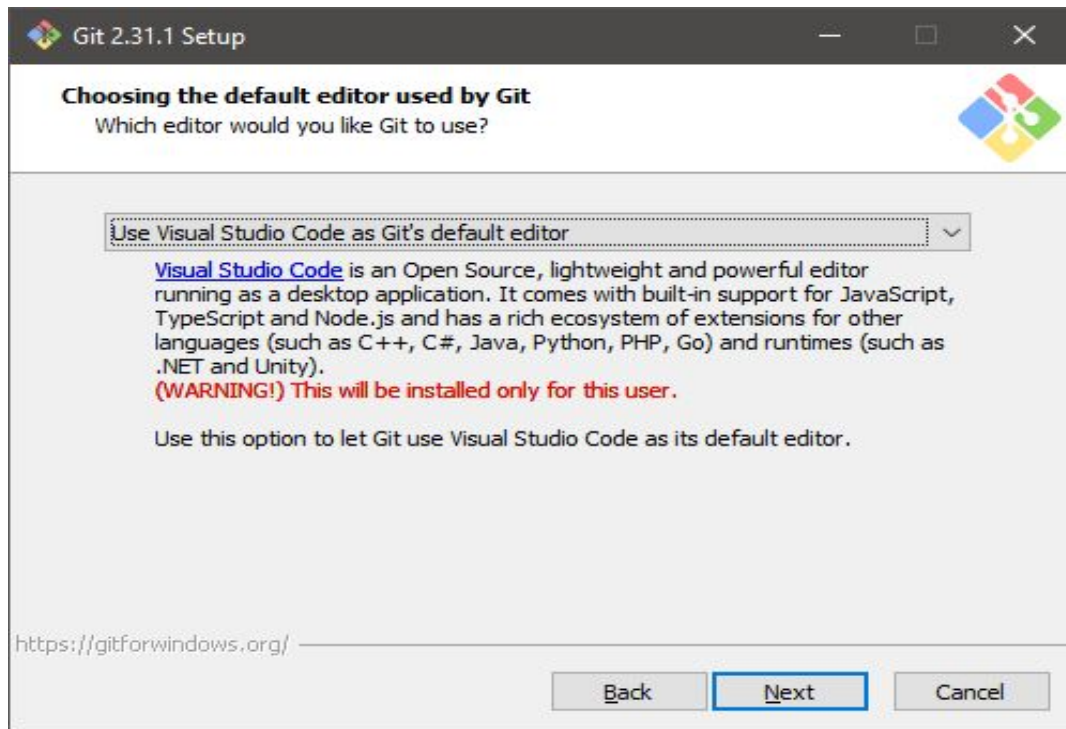 Git 2.31.1 Setup
Choosing the default editor used by Git
Which editor would you like Git to use?
Use Visual Studio Code as Git's default editor
Visual Studio Code is an Open Source, lightweight and powerful editor
running as a desktop application. It comes with built-in support for JavaScript,
TypeScript and Node.js and has a rich ecosystem of extensions for other
languages (such as C++, C#, Java, Python, PHP, Go) and runtimes (such as
.NET and Unity).
(WARNING!) This will be installed only for this user.
Use this option to let Git use Visual Studio Code as its default editor.
https://gitforwindows.org/
Back Next Cancel